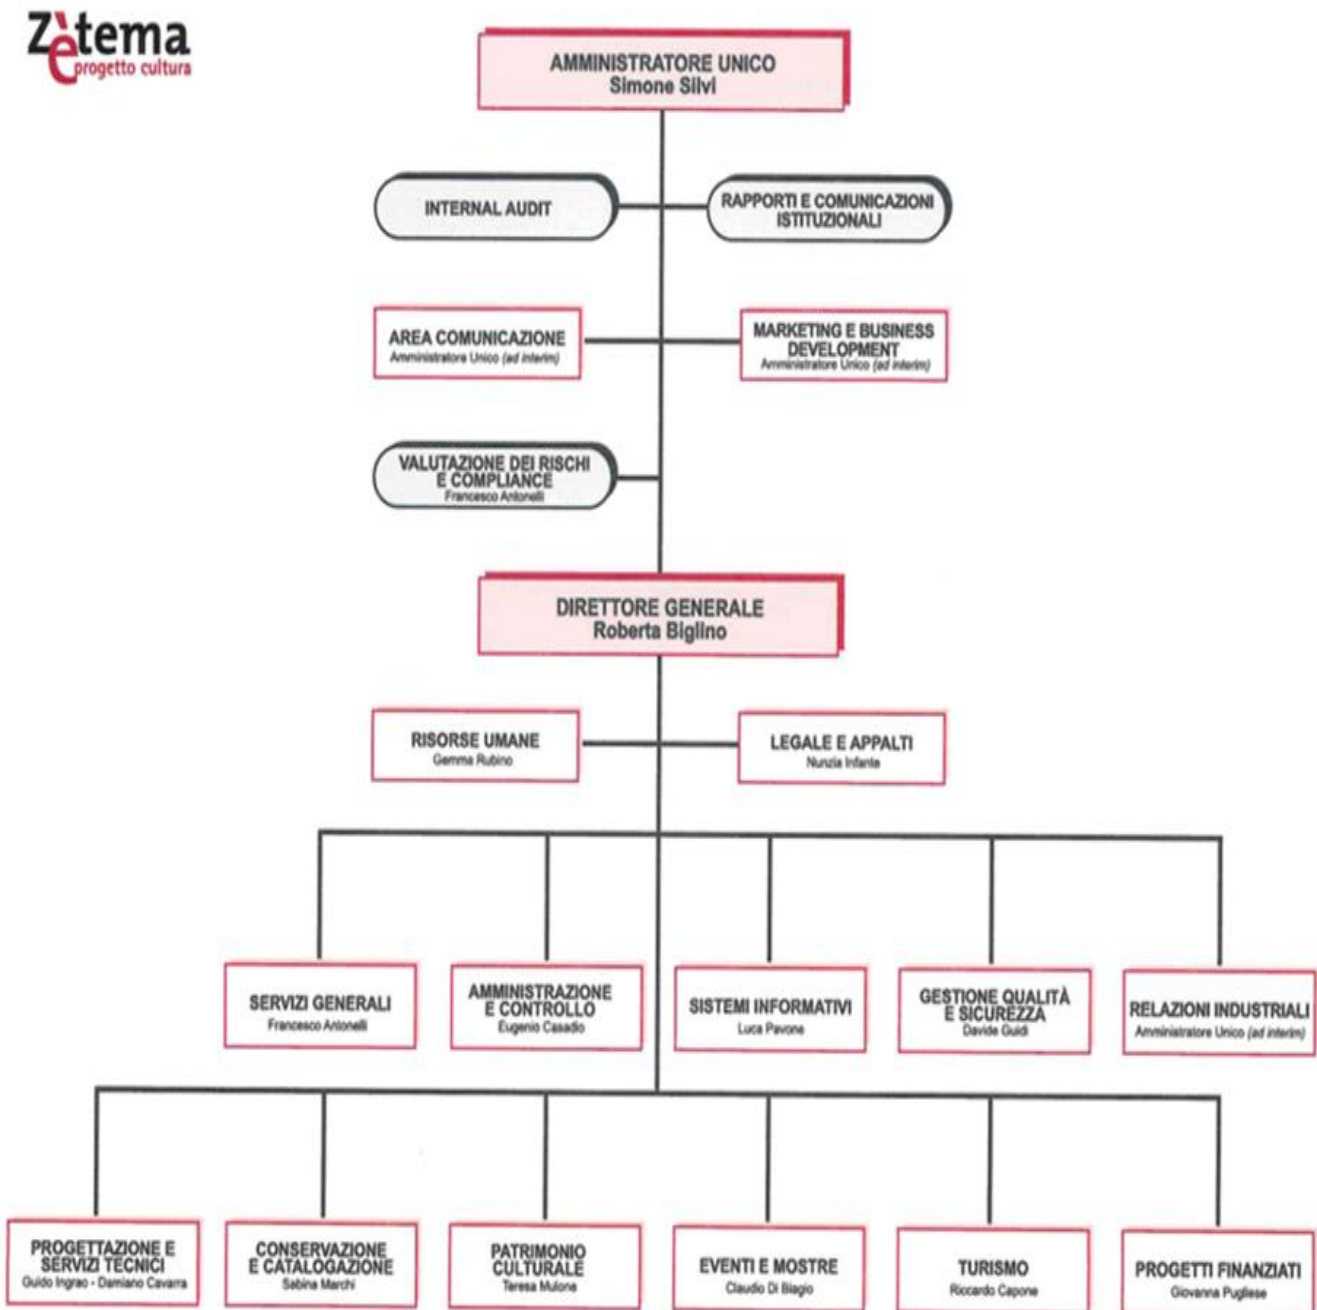 Zètema
progetto cultura
AMMINISTRATORE UNICO
Simone Silvi
INTERNAL AUDIT
RAPPORTI E COMUNICAZIONI
ISTITUZIONALI
AREA COMUNICAZIONE
Amministratore Unico (ad interim)
MARKETING E BUSINESS
DEVELOPMENT
Amministratore Unico (ad interim)
VALUTAZIONE DEI RISCHI
E COMPLIANCE
Francesco Antonelli
DIRETTORE GENERALE
Roberta Biglino
RISORSE UMANE
Gemma Rubino
LEGALE E APPALTI
Nunzia Infante
SERVIZI GENERALI
Francesco Antonelli
AMMINISTRAZIONE
E CONTROLLO
Eugenio Casadio
SISTEMI INFORMATIVI
Luca Pavone
GESTIONE QUALITÀ
E SICUREZZA
Davide Guidi
RELAZIONI INDUSTRIALI
Amministratore Unico (ad interim)
PROGETTAZIONE E
SERVIZI TECNICI
Guido Ingrao - Damiano Cavarra
CONSERVAZIONE
E CATALOGAZIONE
Sabina Marchi
PATRIMONIO
CULTURALE
Teresa Mulone
EVENTI E MOSTRE
Claudio Di Biagio
TURISMO
Riccardo Capone
PROGETTI FINANZIATI
Giovanna Pugliese